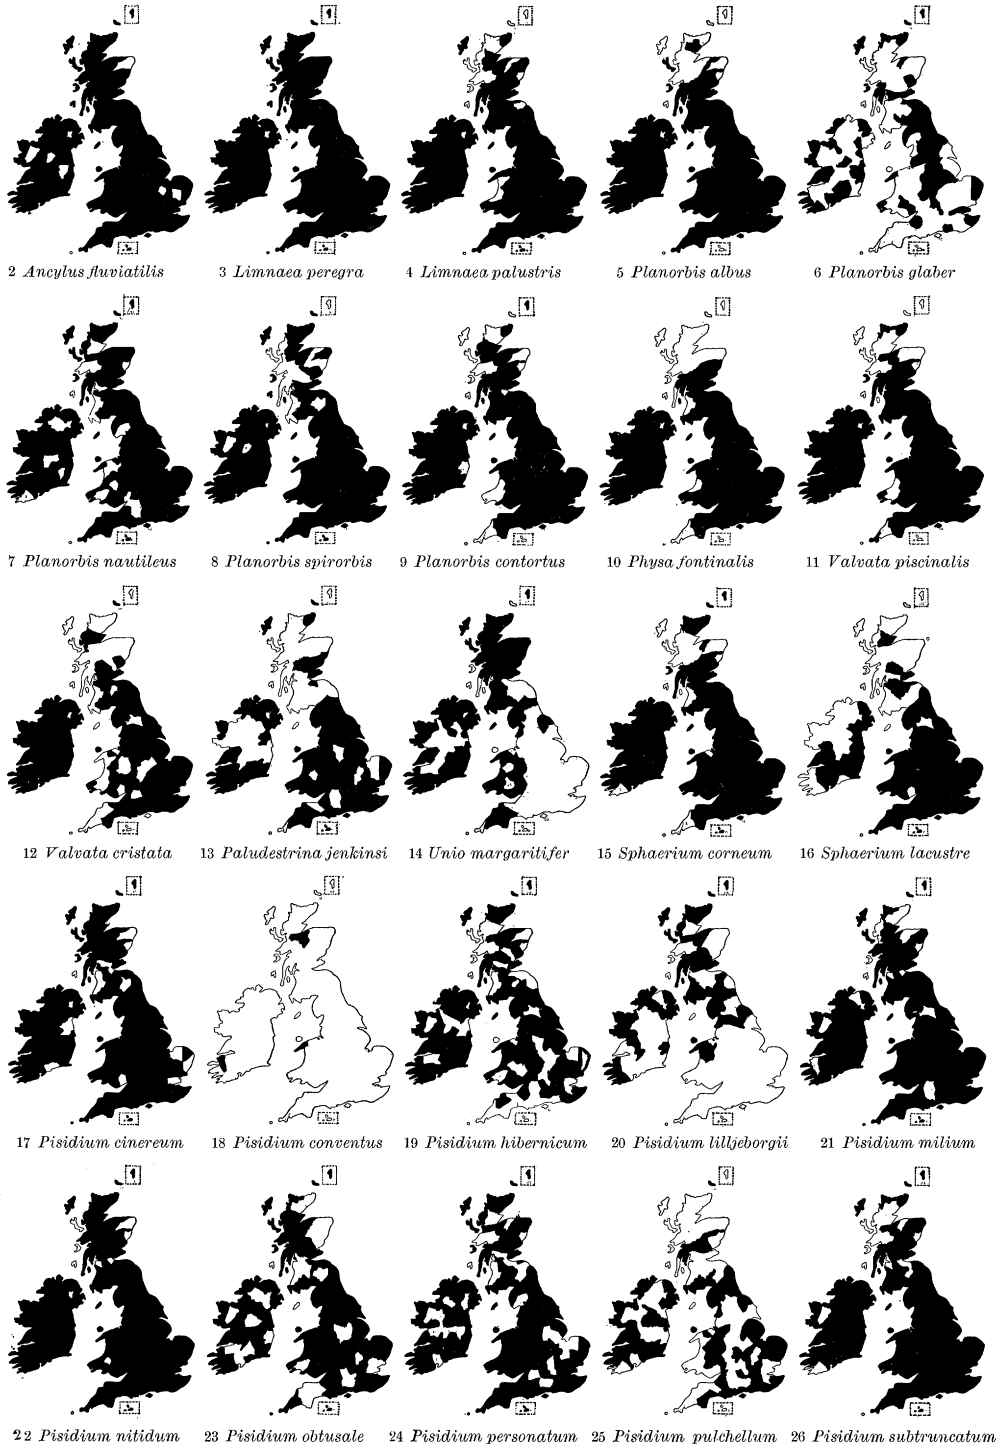 2 Ancylus fluviatilis
3 Limnaea peregra
4 Limnaea palustris
5 Planorbis albus
6 Planorbis glaber
7 Planorbis nautileus
8 Planorbis spirorbis
9 Planorbis contortus
10 Physa fontinalis
11 Valvata piscinalis
12 Valvata cristata
13 Paludestrina jenkinsi
14 Unio margaritifer
15 Sphaerium corneum
16 Sphaerium lacustre
17 Pisidium cinereum
18 Pisidium conventus
19 Pisidium hibernicum
20 Pisidium lilljeborgii
21 Pisidium milium
22 Pisidium nitidum
23 Pisidium obtusale
24 Pisidium personatum
25 Pisidium pulchellum
26 Pisidium subtruncatum